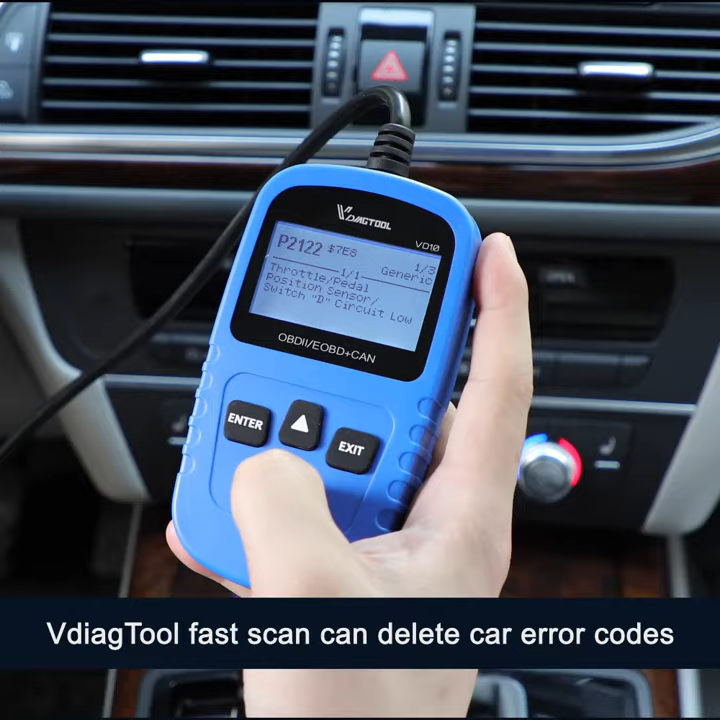 VDIAGTOOL
VD10
P2122 $7E8 1/3
1/1 Generic
Throttle/Pedal
Position Sensor/
Switch "D" Circuit Low
OBDII/EOBD+CAN
ENTER
EXIT
VdiagTool fast scan can delete car error codes